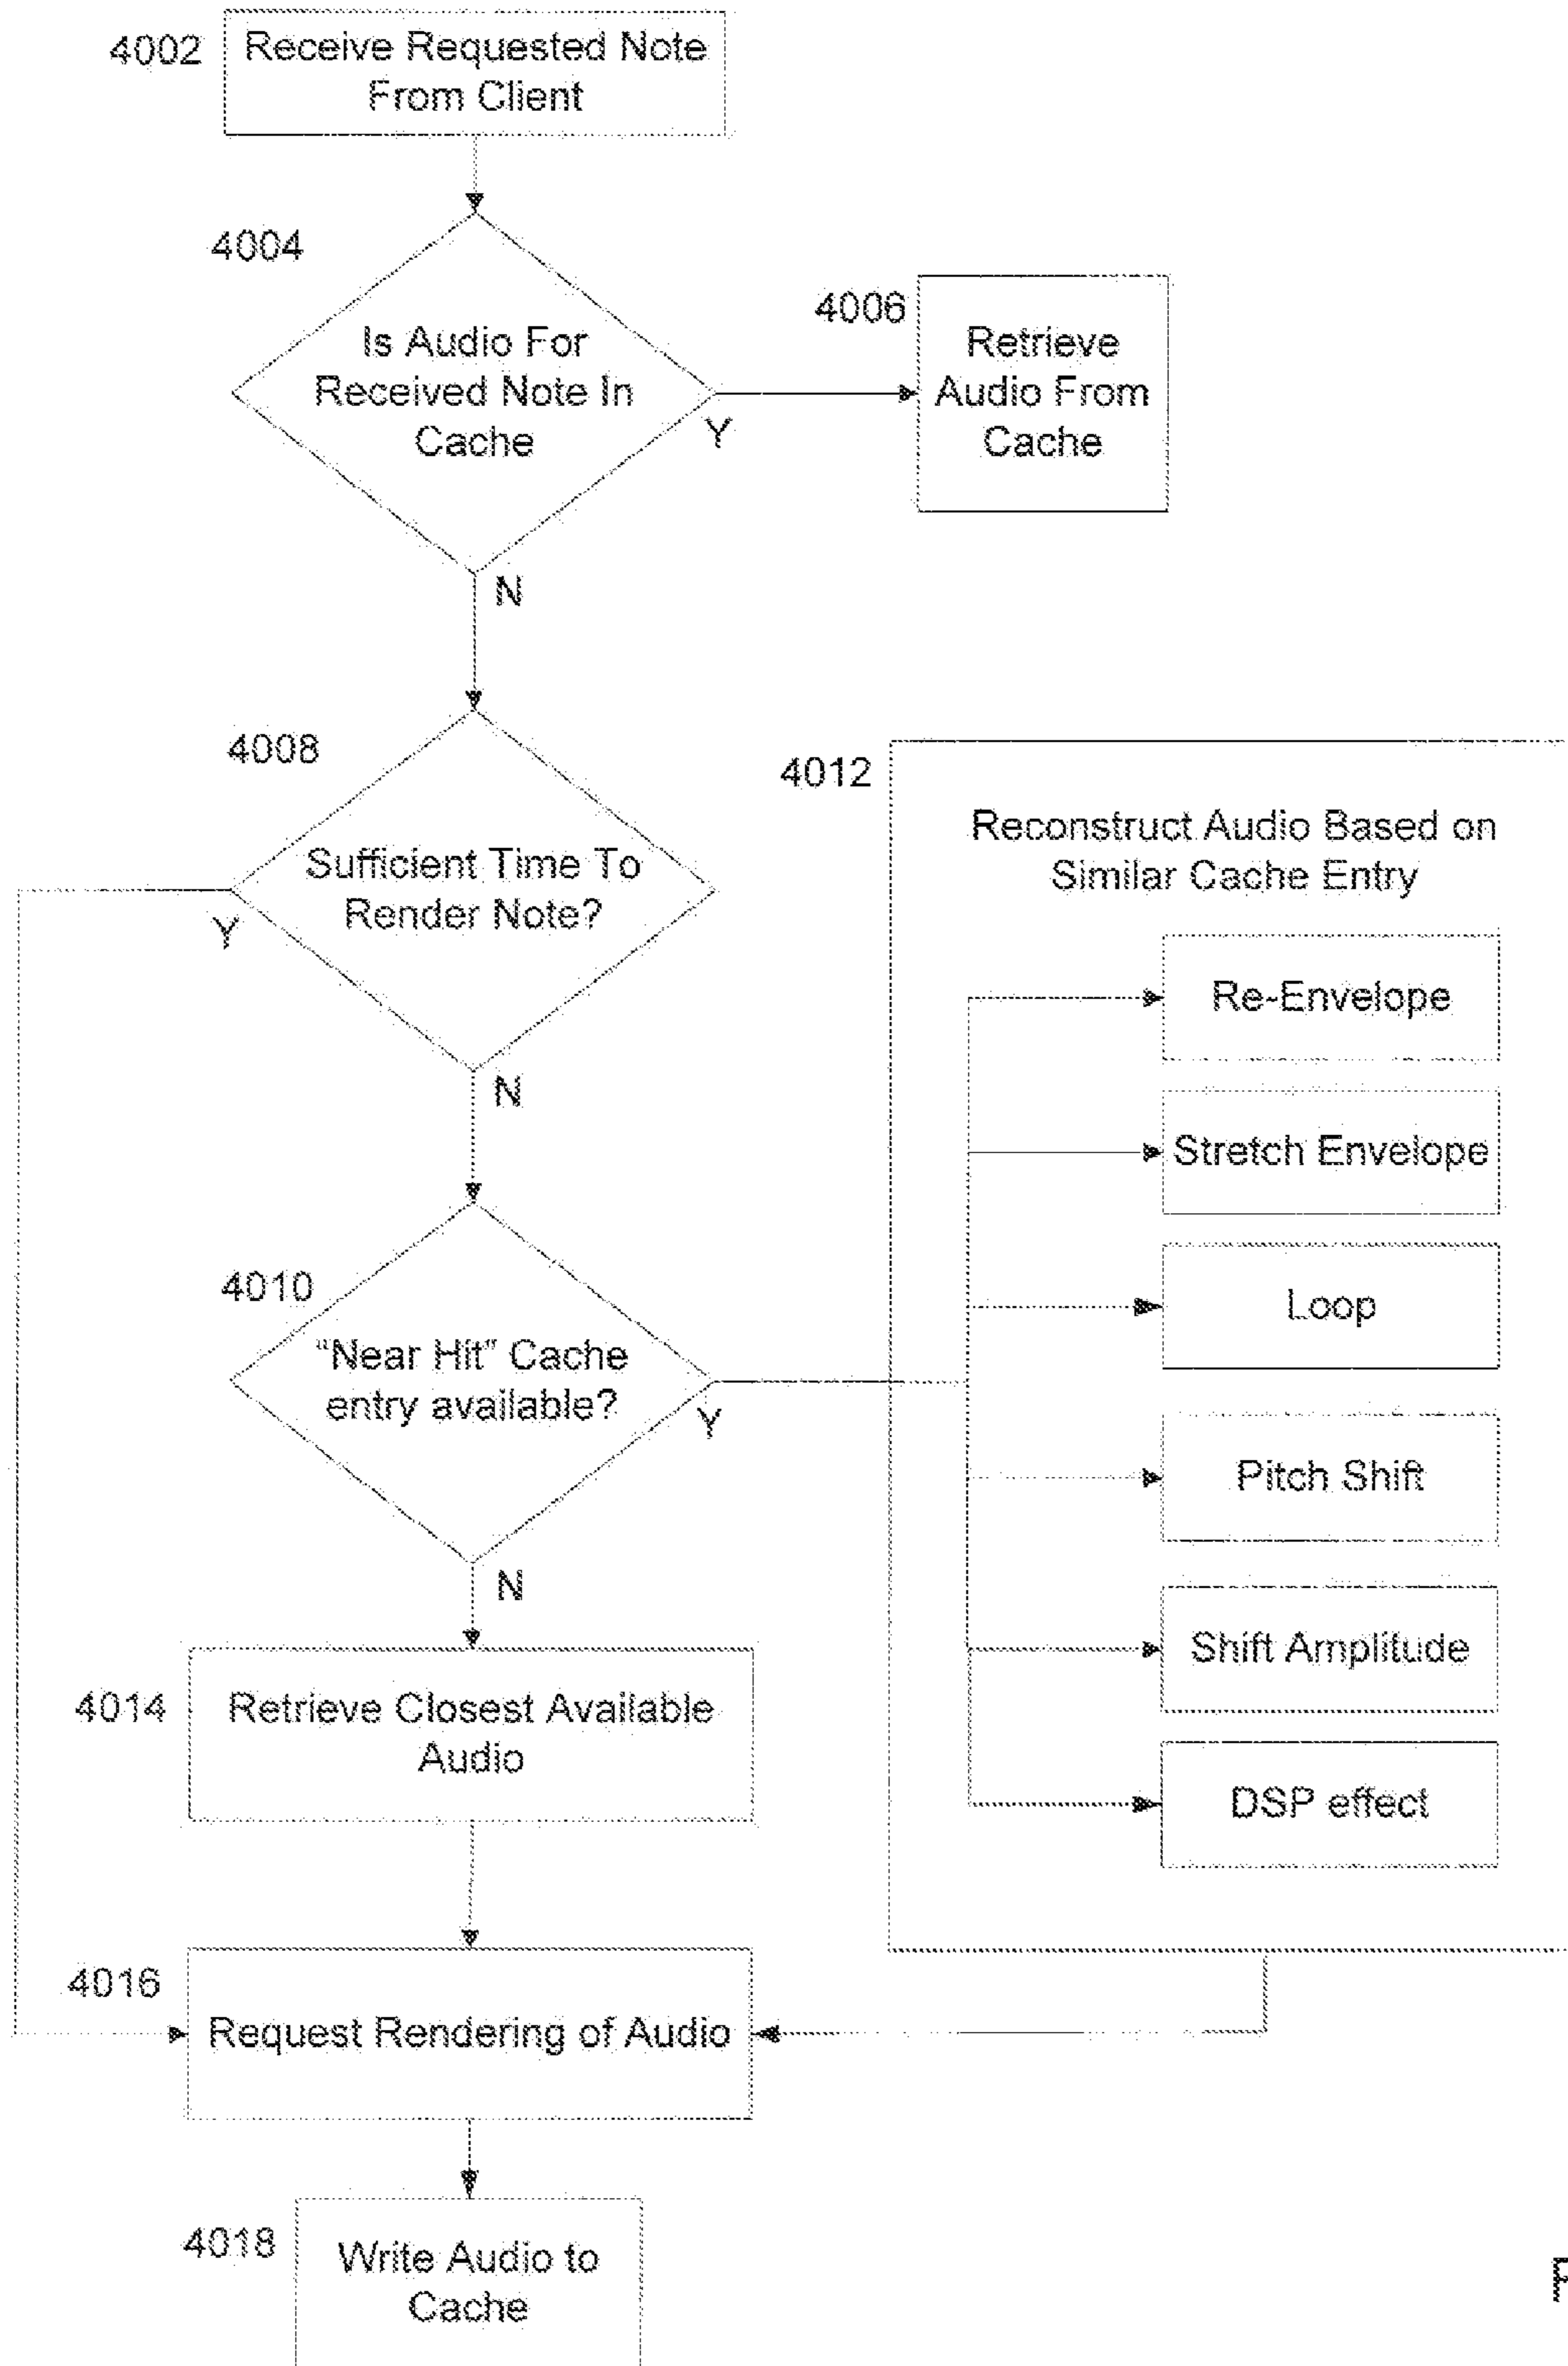 4002
Receive Requested Note
From Client
4004
Is Audio For
Received Note In
Cache
Y
N
4006
Retrieve
Audio From
Cache
4008
Sufficient Time To
Render Note?
Y
N
4010
“Near Hit” Cache
entry available?
Y
N
4012
Reconstruct Audio Based on
Similar Cache Entry
Re-Envelope
Stretch Envelope
Loop
Pitch Shift
Shift Amplitude
DSP effect
4014
Retrieve Closest Available
Audio
4016
Request Rendering of Audio
4018
Write Audio to
Cache